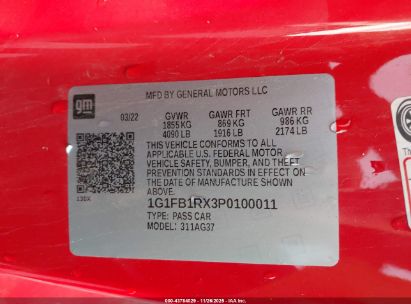 gm
MFD BY GENERAL MOTORS LLC
03/22
GVWR GAWR FRT GAWR RR
1855 KG 869 KG 986 KG
4090 LB 1916 LB 2174 LB
THIS VEHICLE CONFORMS TO ALL
APPLICABLE U.S. FEDERAL MOTOR
VEHICLE SAFETY, BUMPER, AND THEFT
PREVENTION STANDARDS IN EFFECT ON
THE DATE OF MANUFACTURE SHOWN
ABOVE.
1G1FB1RX3P0100011
TYPE: PASS CAR
MODEL: 311AG37